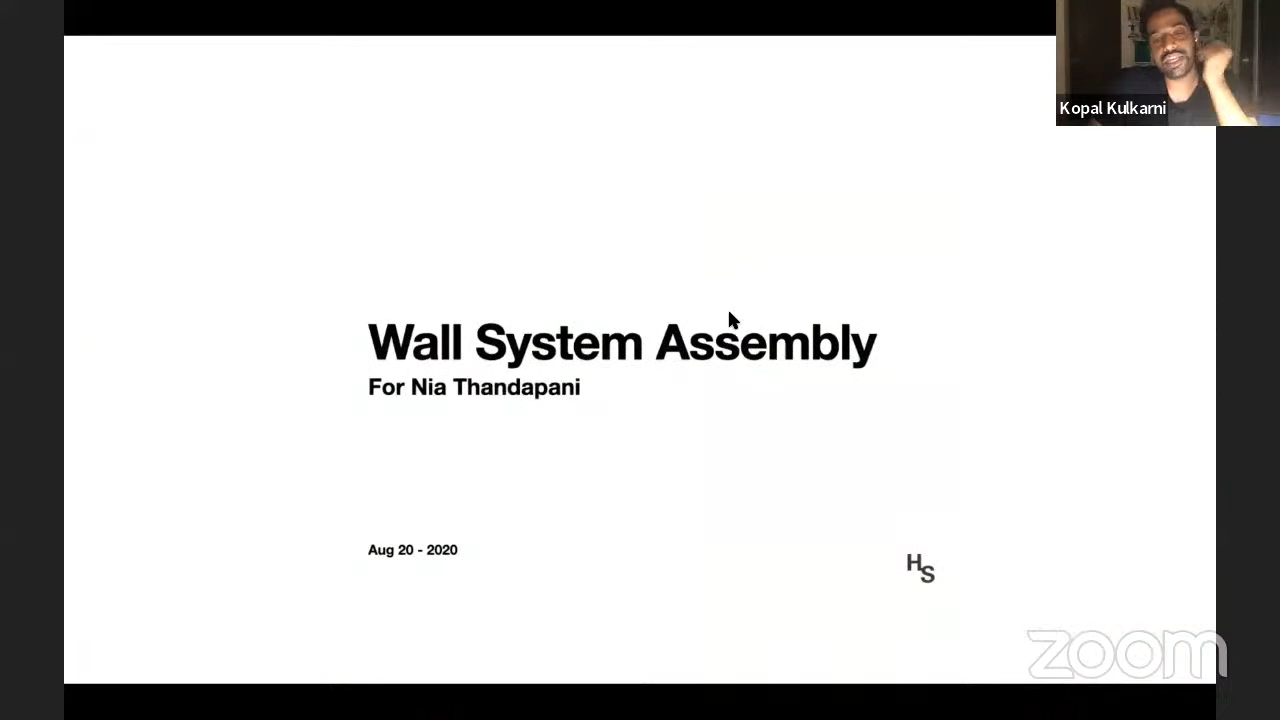 Kopal Kulkarni
Wall System Assembly
For Nia Thandapani
Aug 20 - 2020
HS
zoom